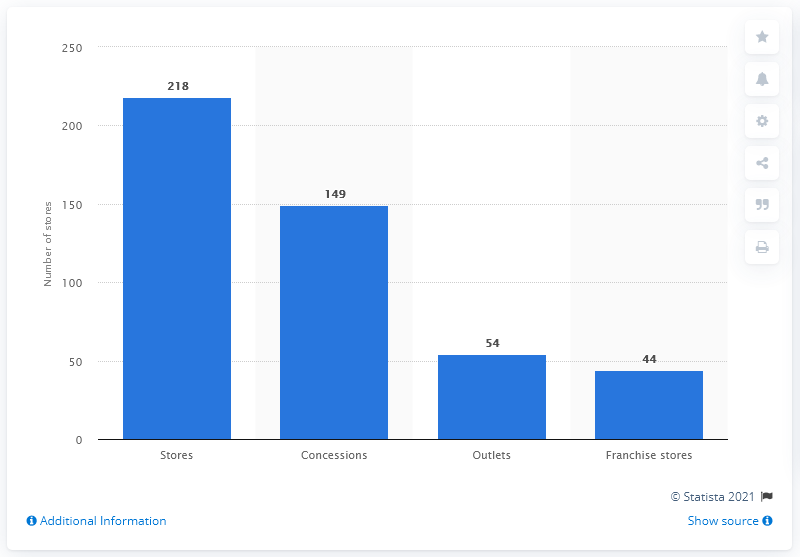 250
200
150
100
50
0
Number of stores
218
149
54
44
Stores
Concessions
Outlets
Franchise stores
© Statista 2021
Additional Information
Show source